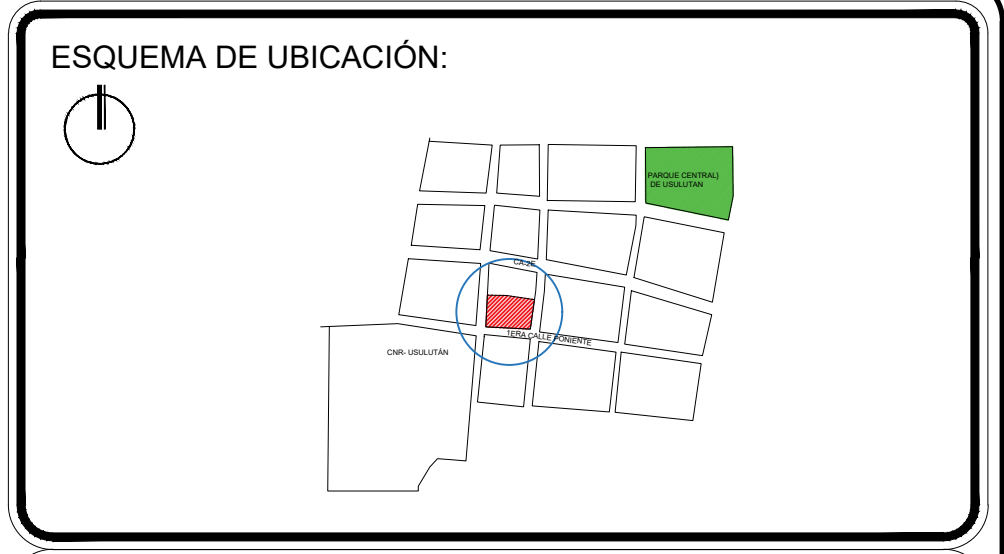 ESQUEMA DE UBICACIÓN:
PARQUE CENTRAL)
DE USULUTAN
CA-2E
1ERA CALLE PONIENTE
CNR- USULUTÁN